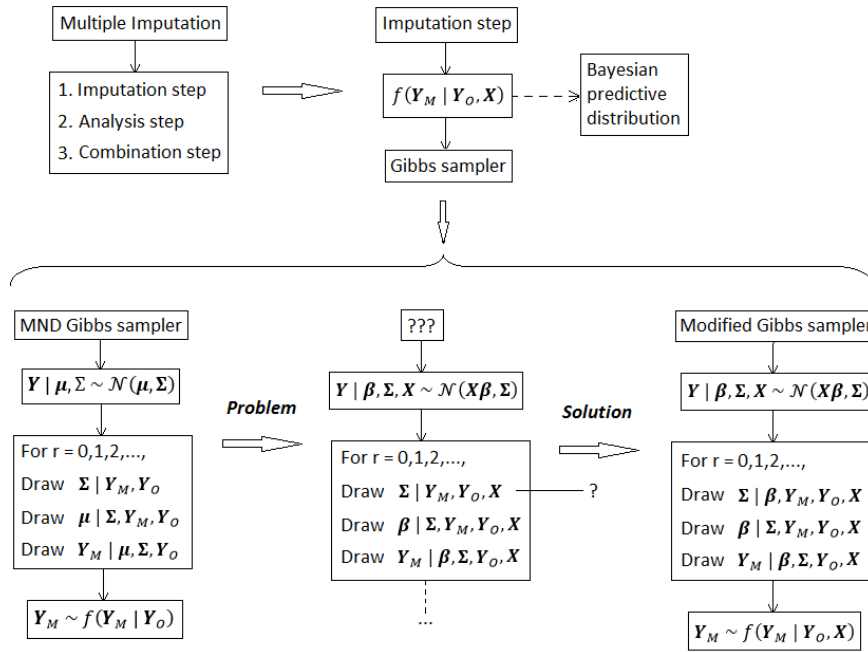 Multiple Imputation
1. Imputation step
2. Analysis step
3. Combination step
Imputation step
f(Y_M | Y_O, X)
Bayesian
predictive
distribution
Gibbs sampler
MND Gibbs sampler
Y | μ, Σ ~ N(μ, Σ)
For r = 0,1,2,...,
Draw Σ | Y_M, Y_O
Draw μ | Σ, Y_M, Y_O
Draw Y_M | μ, Σ, Y_O
Y_M ~ f(Y_M | Y_O)
Problem
???
Y | β, Σ, X ~ N(Xβ, Σ)
For r = 0,1,2,...,
Draw Σ | Y_M, Y_O, X
?
Draw β | Σ, Y_M, Y_O, X
Draw Y_M | β, Σ, Y_O, X
...
Solution
Modified Gibbs sampler
Y | β, Σ, X ~ N(Xβ, Σ)
For r = 0,1,2,...,
Draw Σ | β, Y_M, Y_O, X
Draw β | Σ, Y_M, Y_O, X
Draw Y_M | β, Σ, Y_O, X
Y_M ~ f(Y_M | Y_O, X)